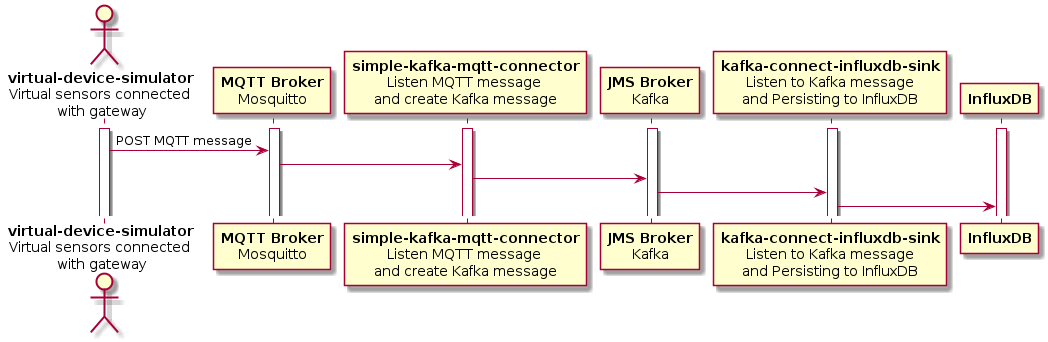 virtual-device-simulator
Virtual sensors connected
with gateway
MQTT Broker
Mosquitto
simple-kafka-mqtt-connector
Listen MQTT message
and create Kafka message
JMS Broker
Kafka
kafka-connect-influxdb-sink
Listen to Kafka message
and Persisting to InfluxDB
InfluxDB
POST MQTT message
virtual-device-simulator
Virtual sensors connected
with gateway
MQTT Broker
Mosquitto
simple-kafka-mqtt-connector
Listen MQTT message
and create Kafka message
JMS Broker
Kafka
kafka-connect-influxdb-sink
Listen to Kafka message
and Persisting to InfluxDB
InfluxDB